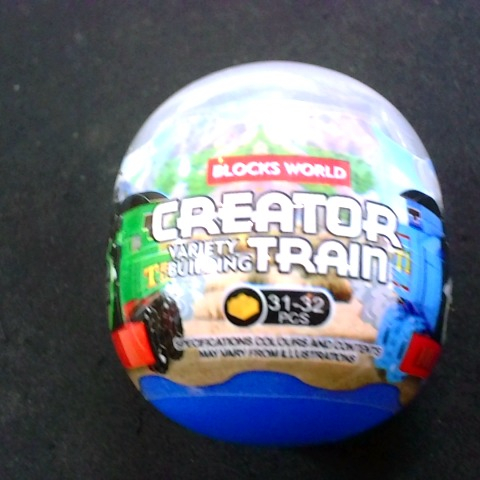 BLOCKS WORLD
CREATOR
VARIETY
BUILDING TRAIN
31-32
PCS
SPECIFICATIONS COLOURS AND CONTENTS
MAY VARY FROM ILLUSTRATIONS